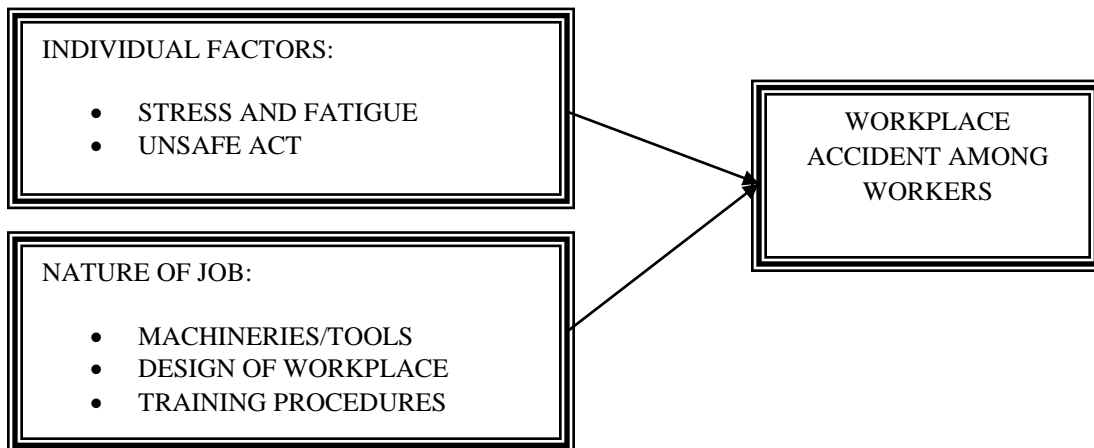 INDIVIDUAL FACTORS:
• STRESS AND FATIGUE
• UNSAFE ACT
WORKPLACE
ACCIDENT AMONG
WORKERS
NATURE OF JOB:
• MACHINERIES/TOOLS
• DESIGN OF WORKPLACE
• TRAINING PROCEDURES